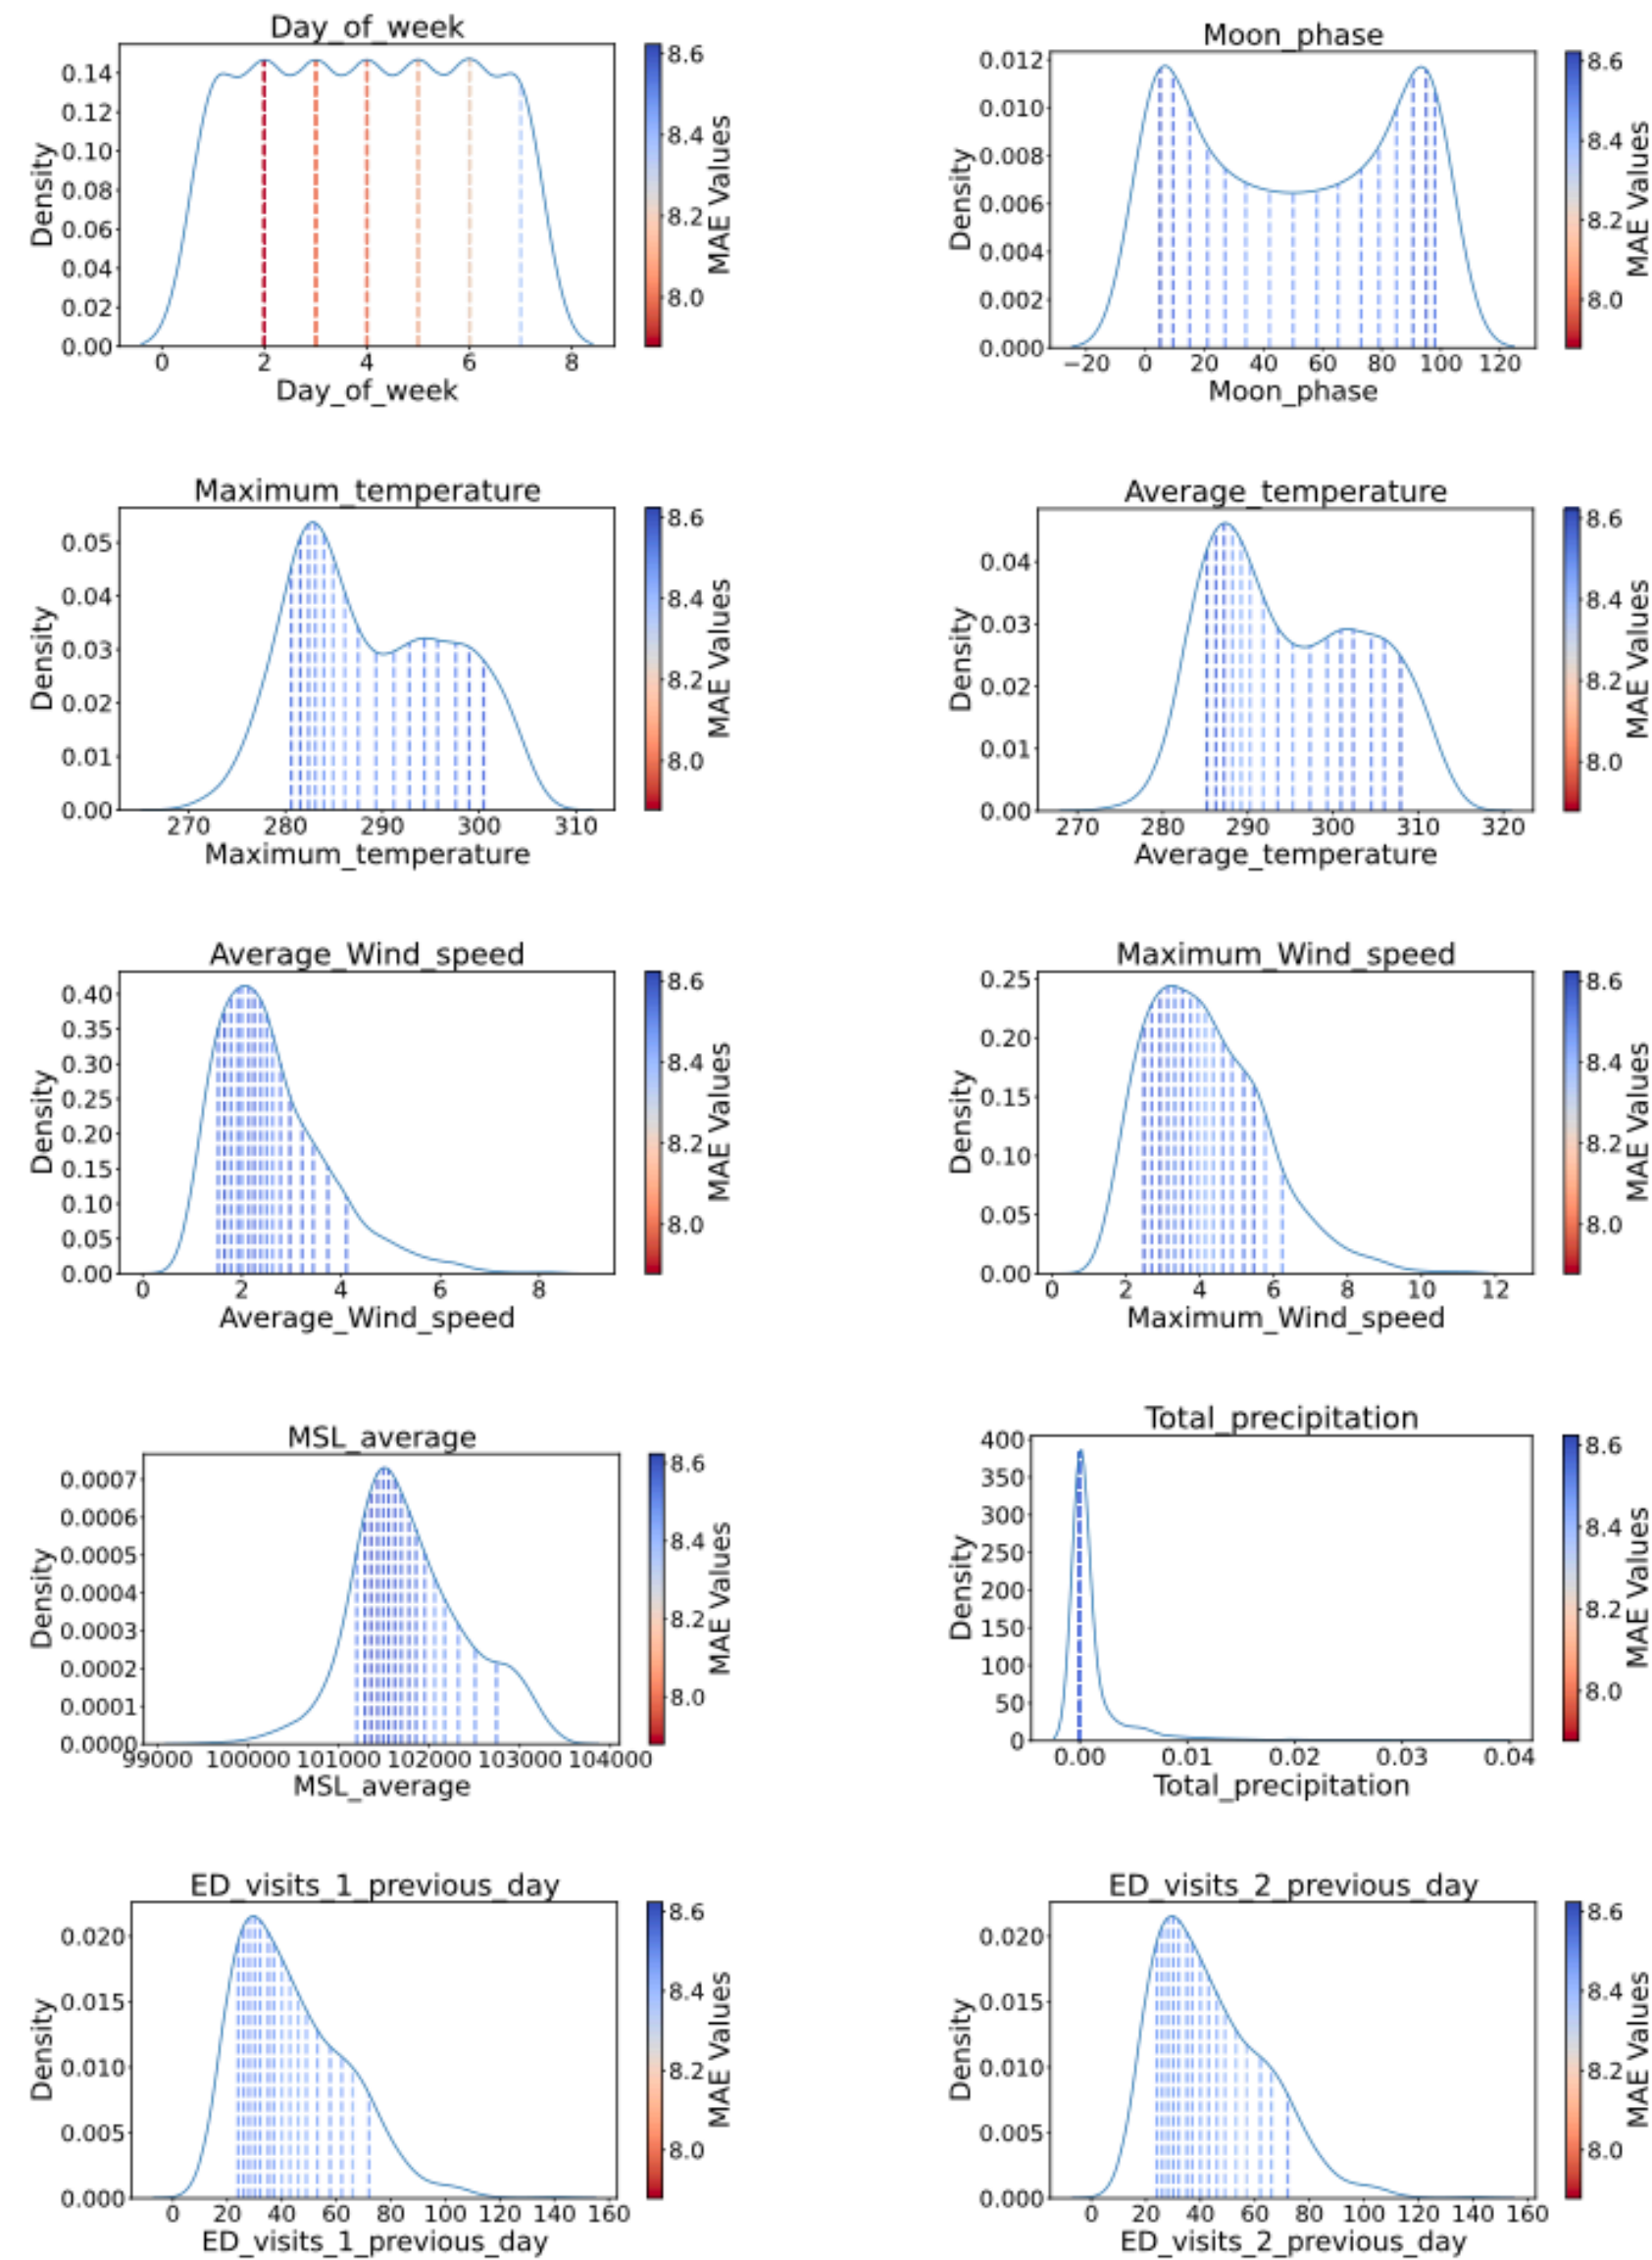 Day_of_week
Density
0.14
0.12
0.10
0.08
0.06
0.04
0.02
0.00
0 2 4 6 8
Day_of_week
8.6
8.4
8.2
8.0
MAE Values
Moon_phase
Density
0.012
0.010
0.008
0.006
0.004
0.002
0.000
−20 0 20 40 60 80 100 120
Moon_phase
8.6
8.4
8.2
8.0
MAE Values
Maximum_temperature
Density
0.05
0.04
0.03
0.02
0.01
0.00
270 280 290 300 310
Maximum_temperature
8.6
8.4
8.2
8.0
MAE Values
Average_temperature
Density
0.04
0.03
0.02
0.01
0.00
270 280 290 300 310 320
Average_temperature
8.6
8.4
8.2
8.0
MAE Values
Average_Wind_speed
Density
0.40
0.35
0.30
0.25
0.20
0.15
0.10
0.05
0.00
0 2 4 6 8
Average_Wind_speed
8.6
8.4
8.2
8.0
MAE Values
Maximum_Wind_speed
Density
0.25
0.20
0.15
0.10
0.05
0.00
0 2 4 6 8 10 12
Maximum_Wind_speed
8.6
8.4
8.2
8.0
MAE Values
MSL_average
Density
0.0007
0.0006
0.0005
0.0004
0.0003
0.0002
0.0001
0.0000
99000 100000 101000 102000 103000 104000
MSL_average
8.6
8.4
8.2
8.0
MAE Values
Total_precipitation
Density
400
350
300
250
200
150
100
50
0
0.00 0.01 0.02 0.03 0.04
Total_precipitation
8.6
8.4
8.2
8.0
MAE Values
ED_visits_1_previous_day
Density
0.020
0.015
0.010
0.005
0.000
0 20 40 60 80 100 120 140 160
ED_visits_1_previous_day
8.6
8.4
8.2
8.0
MAE Values
ED_visits_2_previous_day
Density
0.020
0.015
0.010
0.005
0.000
0 20 40 60 80 100 120 140 160
ED_visits_2_previous_day
8.6
8.4
8.2
8.0
MAE Values